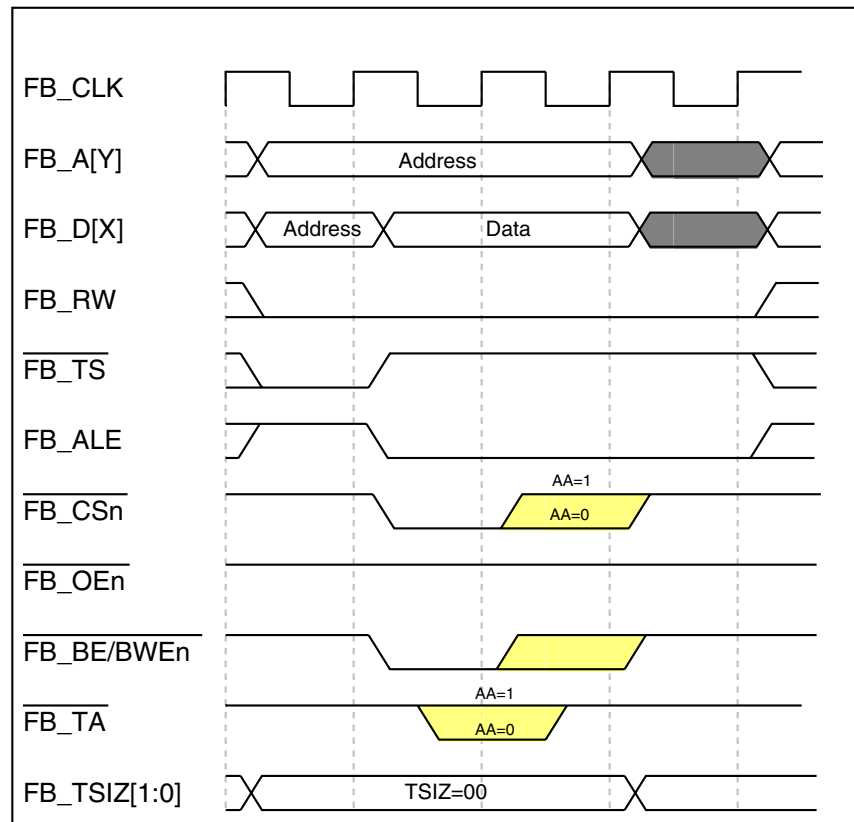 FB_CLK
FB_A[Y]
Address
FB_D[X]
Address
Data
FB_RW
FB_TS
FB_ALE
FB_CSn
AA=1
AA=0
FB_OEn
FB_BE/BWEn
FB_TA
AA=1
AA=0
FB_TSIZ[1:0]
TSIZ=00